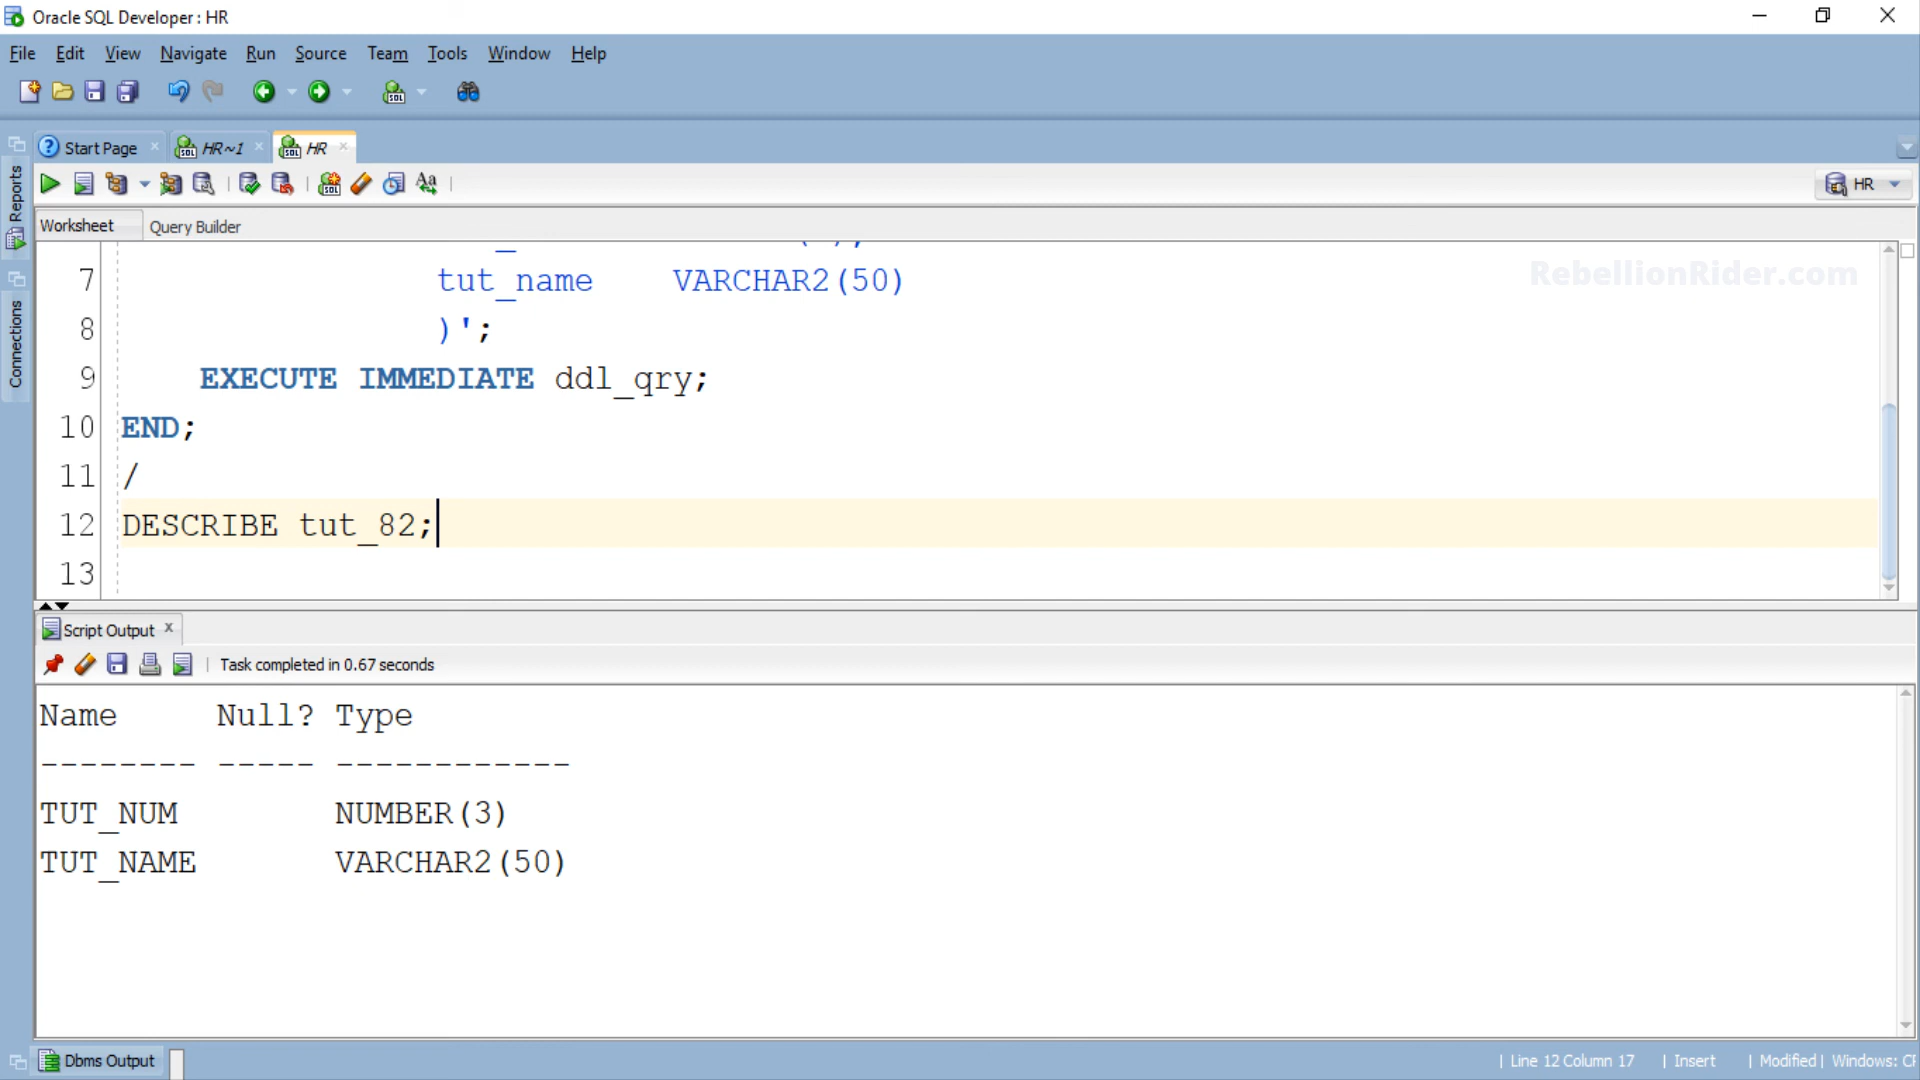 Oracle SQL Developer : HR
File Edit View Navigate Run Source Team Tools Window Help
Start Page HR~1 HR
Reports
Connections
HR
Worksheet Query Builder
RebellionRider.com
7 tut_name VARCHAR2(50)
8 )';
9 EXECUTE IMMEDIATE ddl_qry;
10 END;
11 /
12 DESCRIBE tut_82;
13
Script Output x
Task completed in 0.67 seconds
Name Null? Type
-------- ----- ------------
TUT_NUM NUMBER(3)
TUT_NAME VARCHAR2(50)
Dbms Output
| Line 12 Column 17 | Insert | Modified | Windows: CF